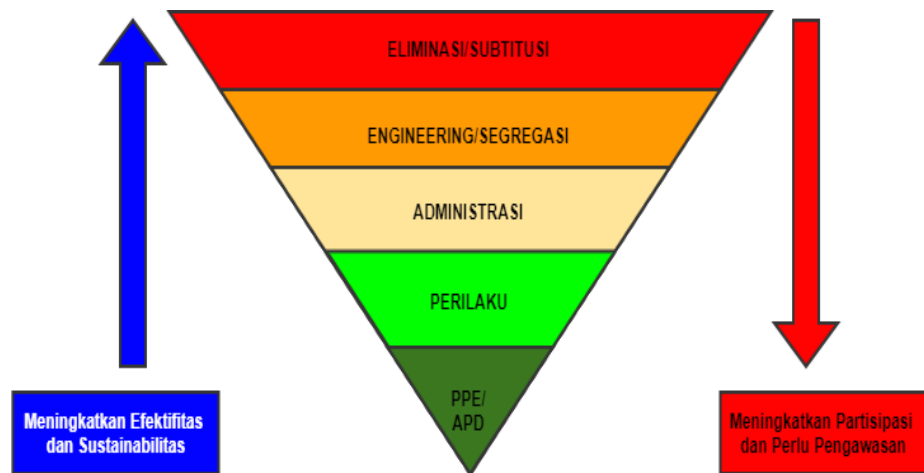 ELIMINASI/SUBTITUSI
ENGINEERING/SEGREGASI
ADMINISTRASI
PERILAKU
PPE/
APD
Meningkatkan Efektifitas
dan Sustainabilitas
Meningkatkan Partisipasi
dan Perlu Pengawasan